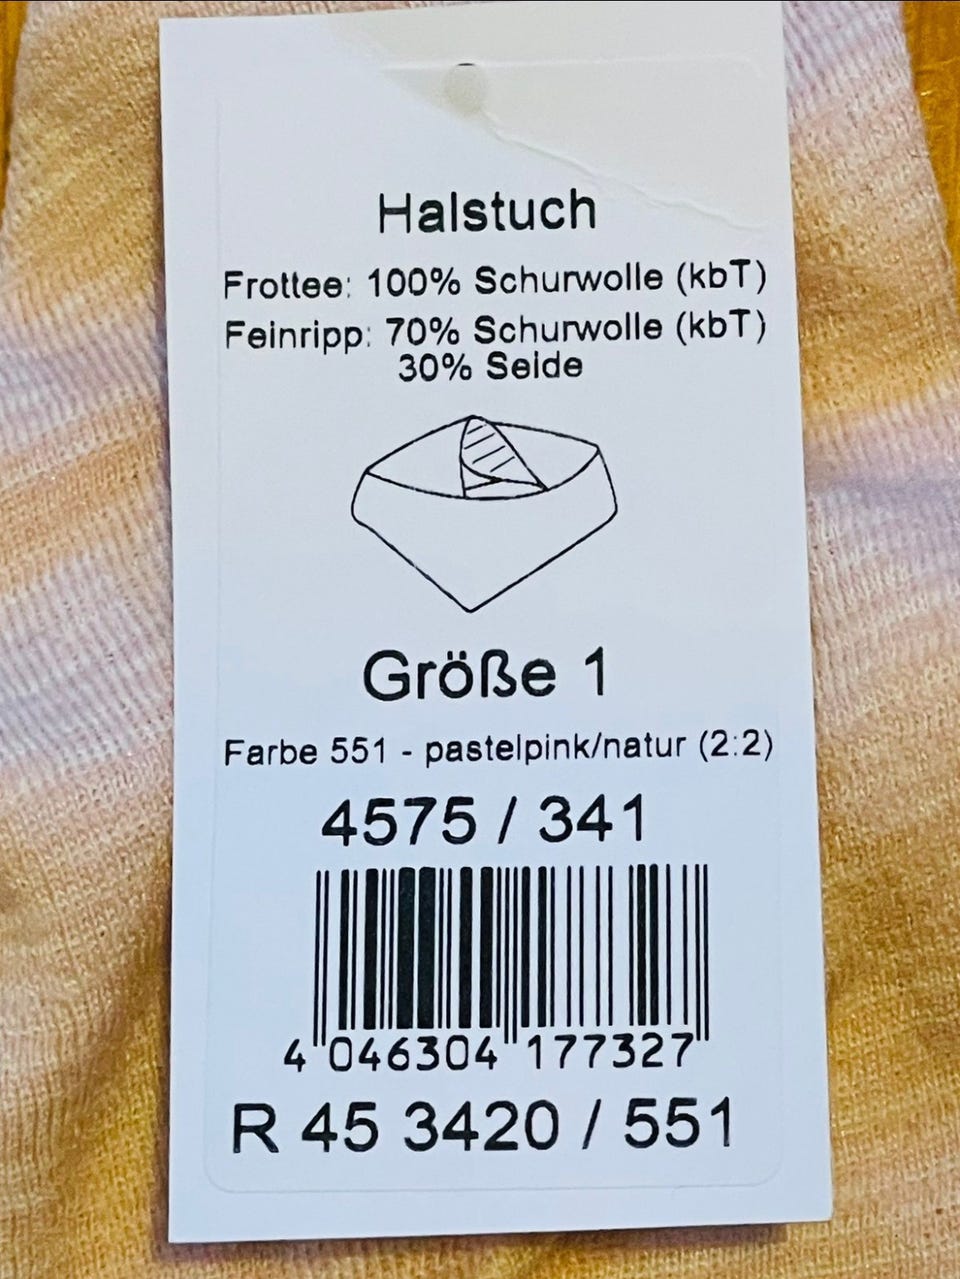 Halstuch
Frottee: 100% Schurwolle (kbT)
Feinripp: 70% Schurwolle (kbT)
30% Seide
Größe 1
Farbe 551 - pastelpink/natur (2:2)
4575 / 341
4 046304 177327
R 45 3420 / 551